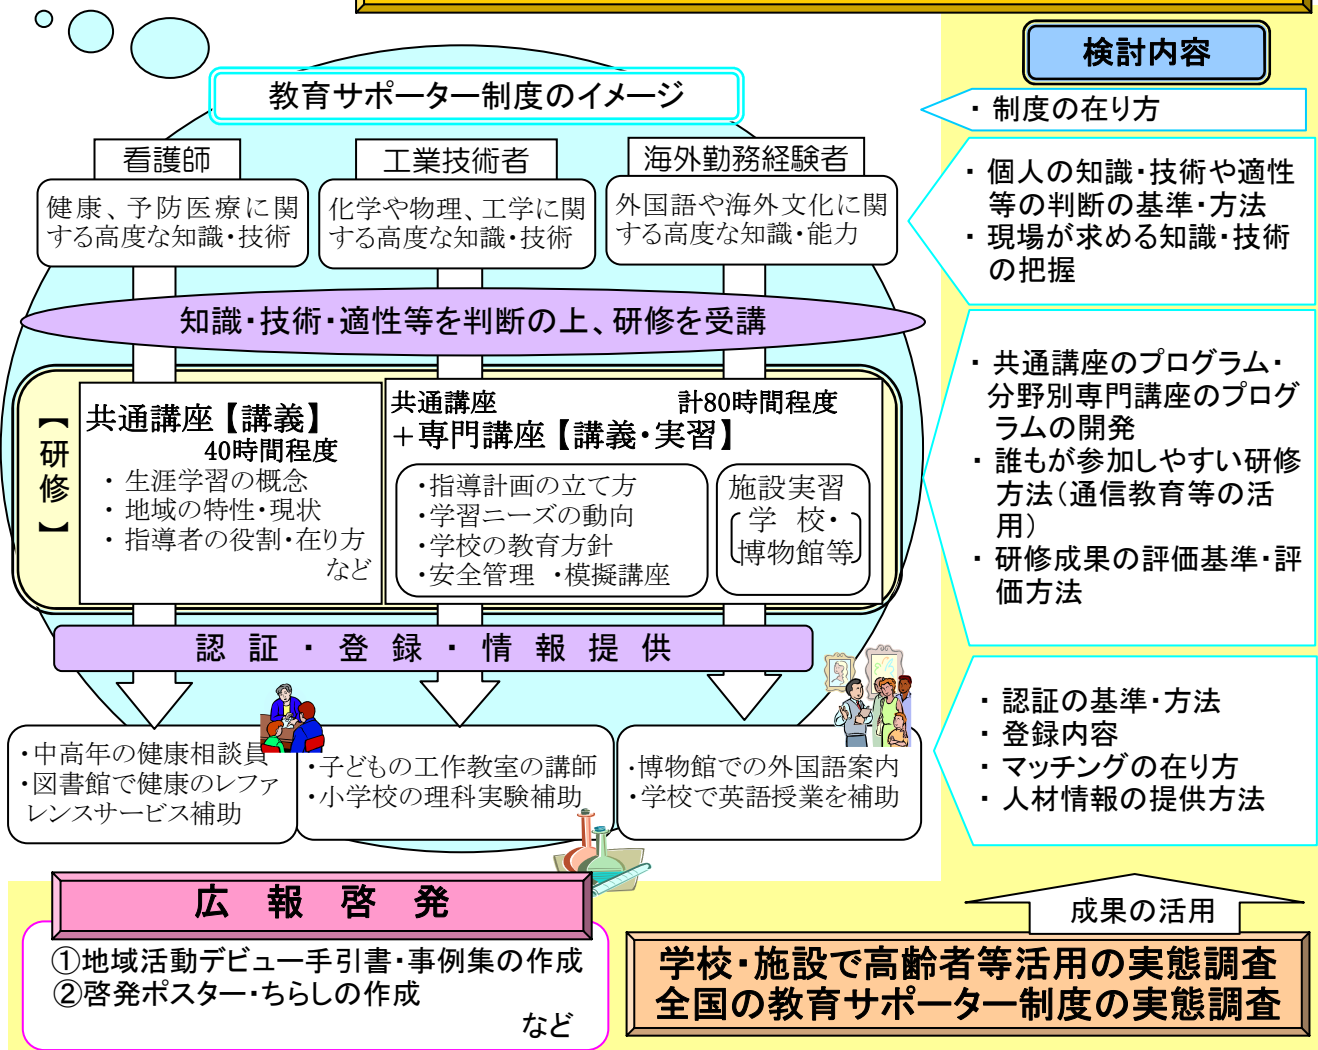 教育サポーター制度のイメージ
看護師
健康、予防医療に関
する高度な知識・技術
工業技術者
化学や物理、工学に関
する高度な知識・技術
海外勤務経験者
外国語や海外文化に関
する高度な知識・能力
知識・技術・適性等を判断の上、研修を受講
【研修】
共通講座【講義】
40時間程度
・生涯学習の概念
・地域の特性・現状
・指導者の役割・在り方
など
共通講座 計80時間程度
＋専門講座【講義・実習】
・指導計画の立て方
・学習ニーズの動向
・学校の教育方針
・安全管理 ・模擬講座
施設実習
学 校・
博物館等
認 証 ・ 登 録 ・ 情 報 提 供
・中高年の健康相談員
・図書館で健康のレファ
レンスサービス補助
・子どもの工作教室の講師
・小学校の理科実験補助
・博物館での外国語案内
・学校で英語授業を補助
検討内容
・ 制度の在り方
・ 個人の知識・技術や適性
等の判断の基準・方法
・ 現場が求める知識・技術
の把握
・ 共通講座のプログラム・
分野別専門講座のプログ
ラムの開発
・ 誰もが参加しやすい研修
方法（通信教育等の活
用）
・ 研修成果の評価基準・評
価方法
・ 認証の基準・方法
・ 登録内容
・ マッチングの在り方
・ 人材情報の提供方法
広 報 啓 発
①地域活動デビュー手引書・事例集の作成
②啓発ポスター・ちらしの作成
など
成果の活用
学校・施設で高齢者等活用の実態調査
全国の教育サポーター制度の実態調査